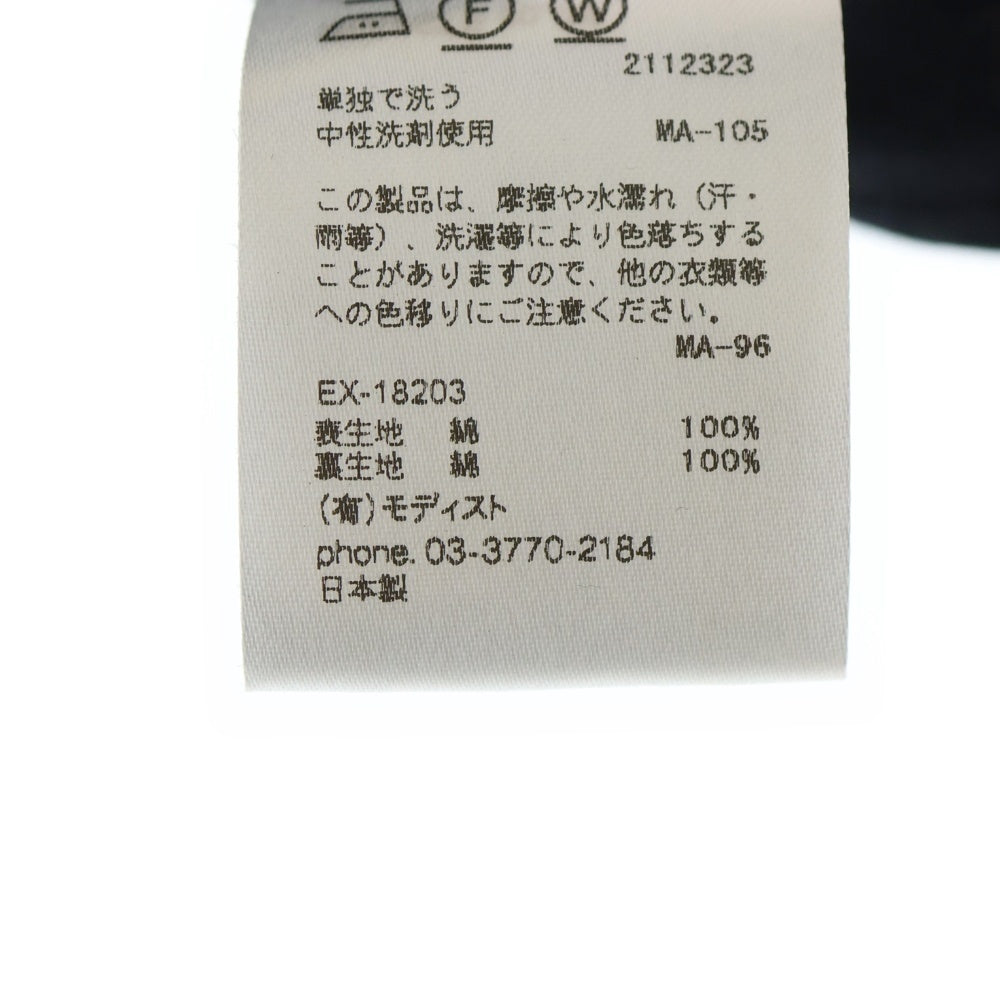 F W
2112323
単独で洗う
中性洗剤使用 MA-105
この製品は、摩擦や水濡れ（汗・
雨等）、洗濯等により色落ちする
ことがありますので、他の衣類等
への色移りにご注意ください。
MA-96
EX-18203
表生地 綿 100%
裏生地 綿 100%
(有)モディスト
phone. 03-3770-2184
日本製